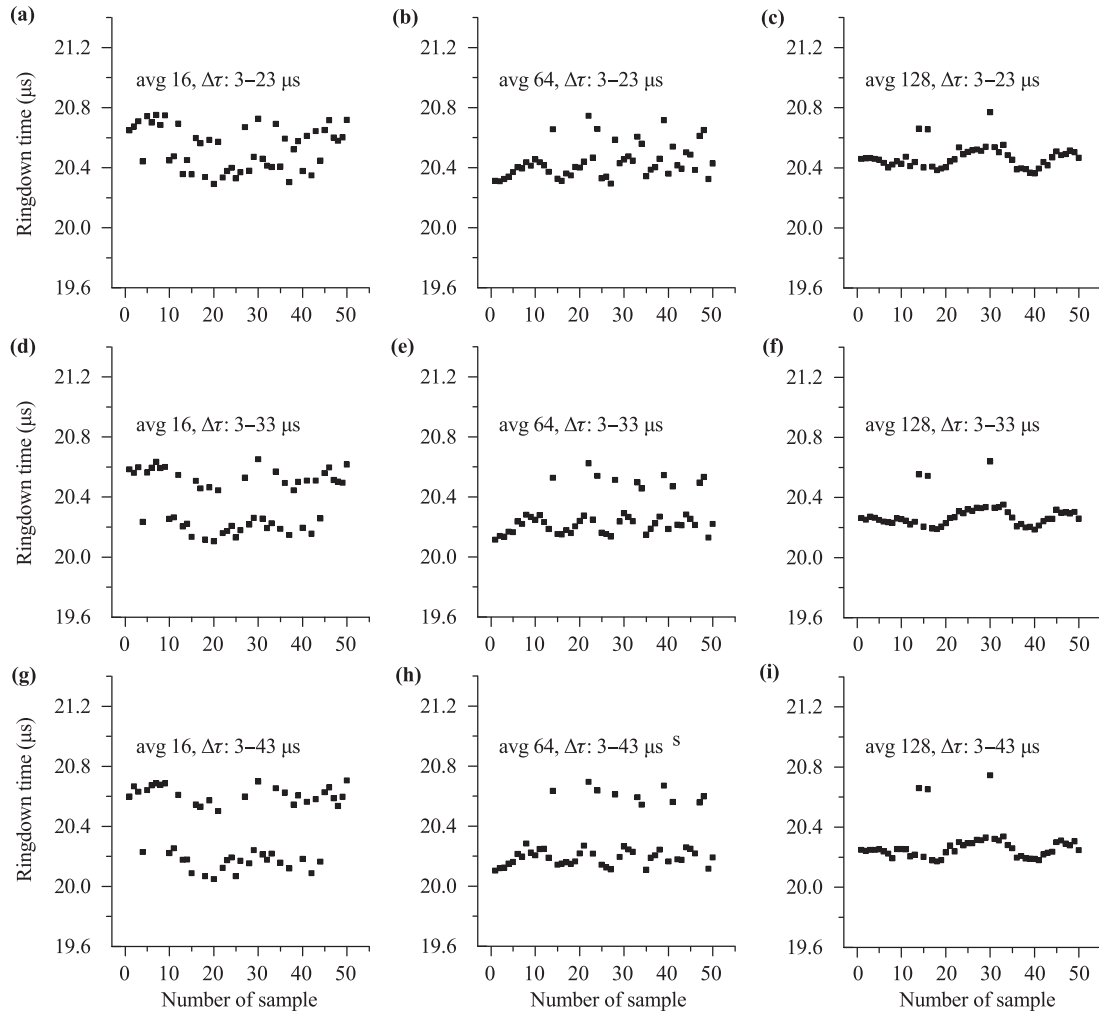 (a)
(b)
(c)
21.2
20.8
20.4
20.0
19.6
Ringdown time (μs)
avg 16, Δτ: 3–23 μs
0 10 20 30 40 50
21.2
20.8
20.4
20.0
19.6
avg 64, Δτ: 3–23 μs
0 10 20 30 40 50
21.2
20.8
20.4
20.0
19.6
avg 128, Δτ: 3–23 μs
0 10 20 30 40 50
(d)
(e)
(f)
21.2
20.8
20.4
20.0
19.6
Ringdown time (μs)
avg 16, Δτ: 3–33 μs
0 10 20 30 40 50
21.2
20.8
20.4
20.0
19.6
avg 64, Δτ: 3–33 μs
0 10 20 30 40 50
21.2
20.8
20.4
20.0
19.6
avg 128, Δτ: 3–33 μs
0 10 20 30 40 50
(g)
(h)
(i)
21.2
20.8
20.4
20.0
19.6
Ringdown time (μs)
avg 16, Δτ: 3–43 μs
0 10 20 30 40 50
Number of sample
21.2
20.8
20.4
20.0
19.6
avg 64, Δτ: 3–43 μs s
0 10 20 30 40 50
Number of sample
21.2
20.8
20.4
20.0
19.6
avg 128, Δτ: 3–43 μs
0 10 20 30 40 50
Number of sample